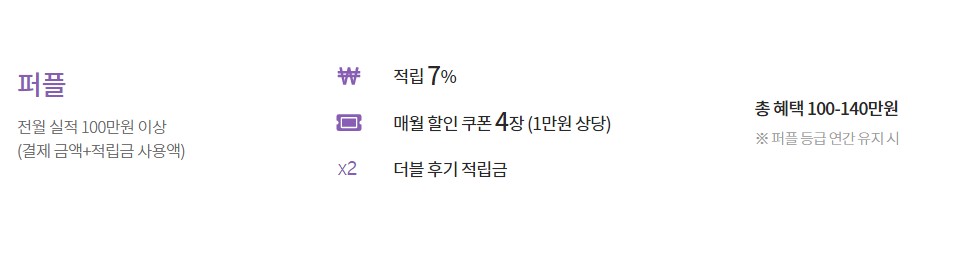 퍼플
전월 실적 100만원 이상
(결제 금액+적립금 사용액)
₩ 적립 7%
매월 할인 쿠폰 4장 (1만원 상당)
x2 더블 후기 적립금
총 혜택 100-140만원
※ 퍼플 등급 연간 유지 시